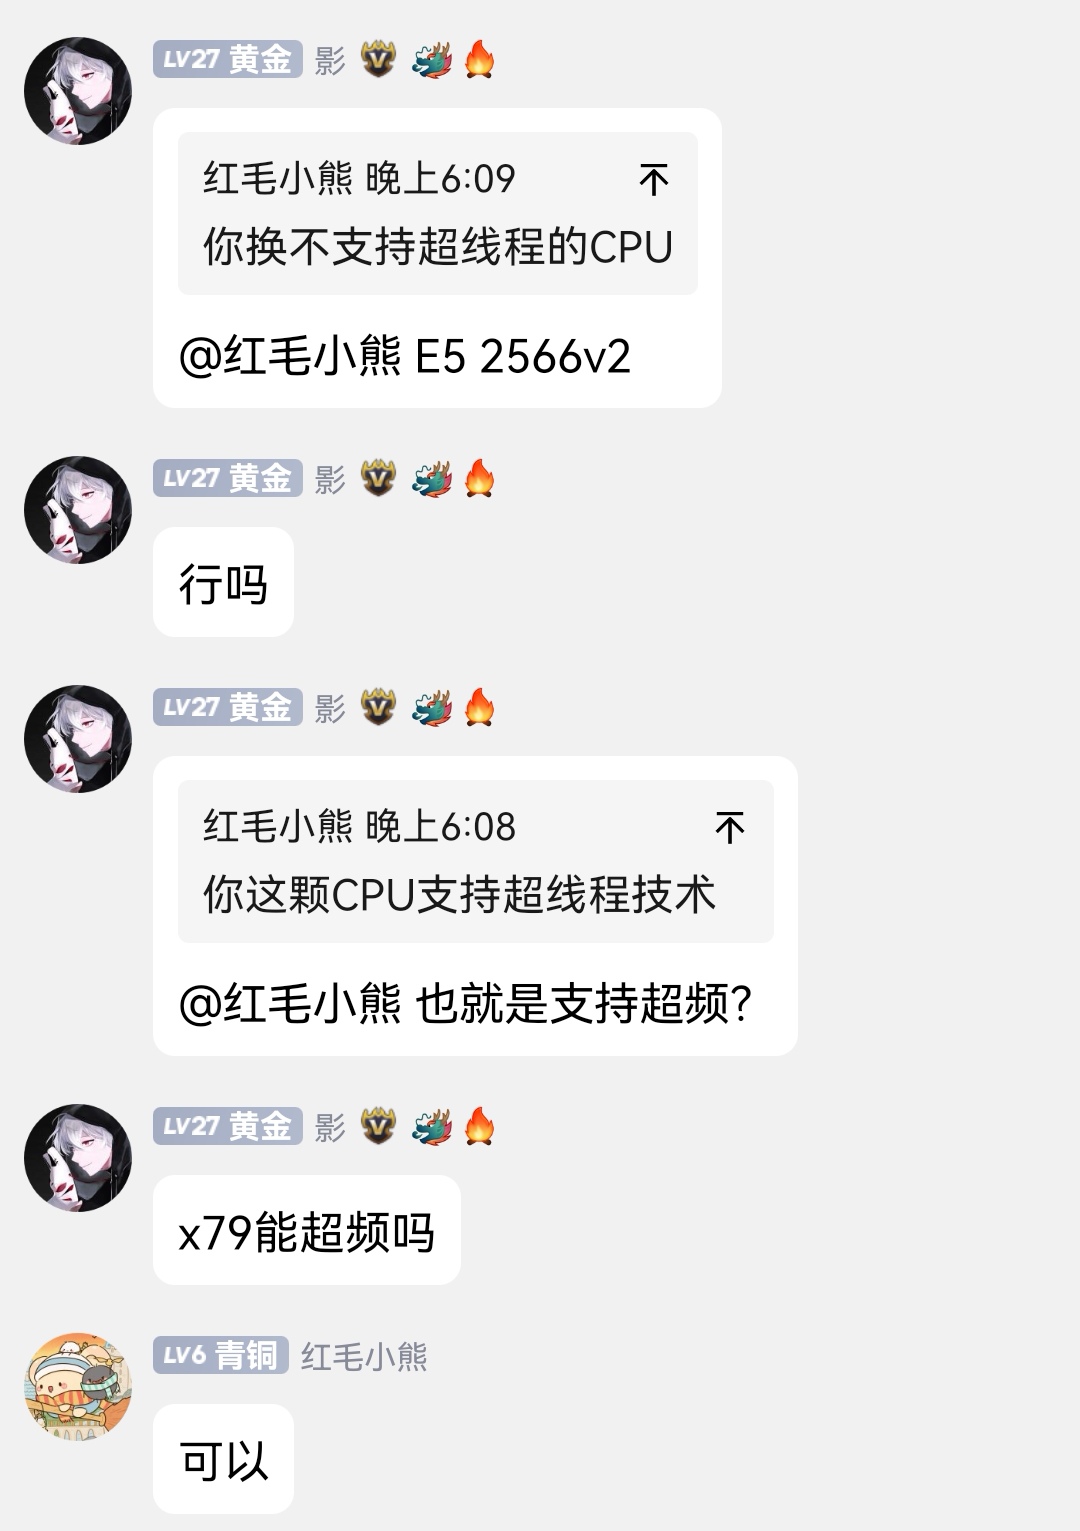 LV27 黄金 影
红毛小熊 晚上6:09
你换不支持超线程的CPU
@红毛小熊 E5 2566v2
LV27 黄金 影
行吗
LV27 黄金 影
红毛小熊 晚上6:08
你这颗CPU支持超线程技术
@红毛小熊 也就是支持超频？
LV27 黄金 影
x79能超频吗
LV6 青铜 红毛小熊
可以